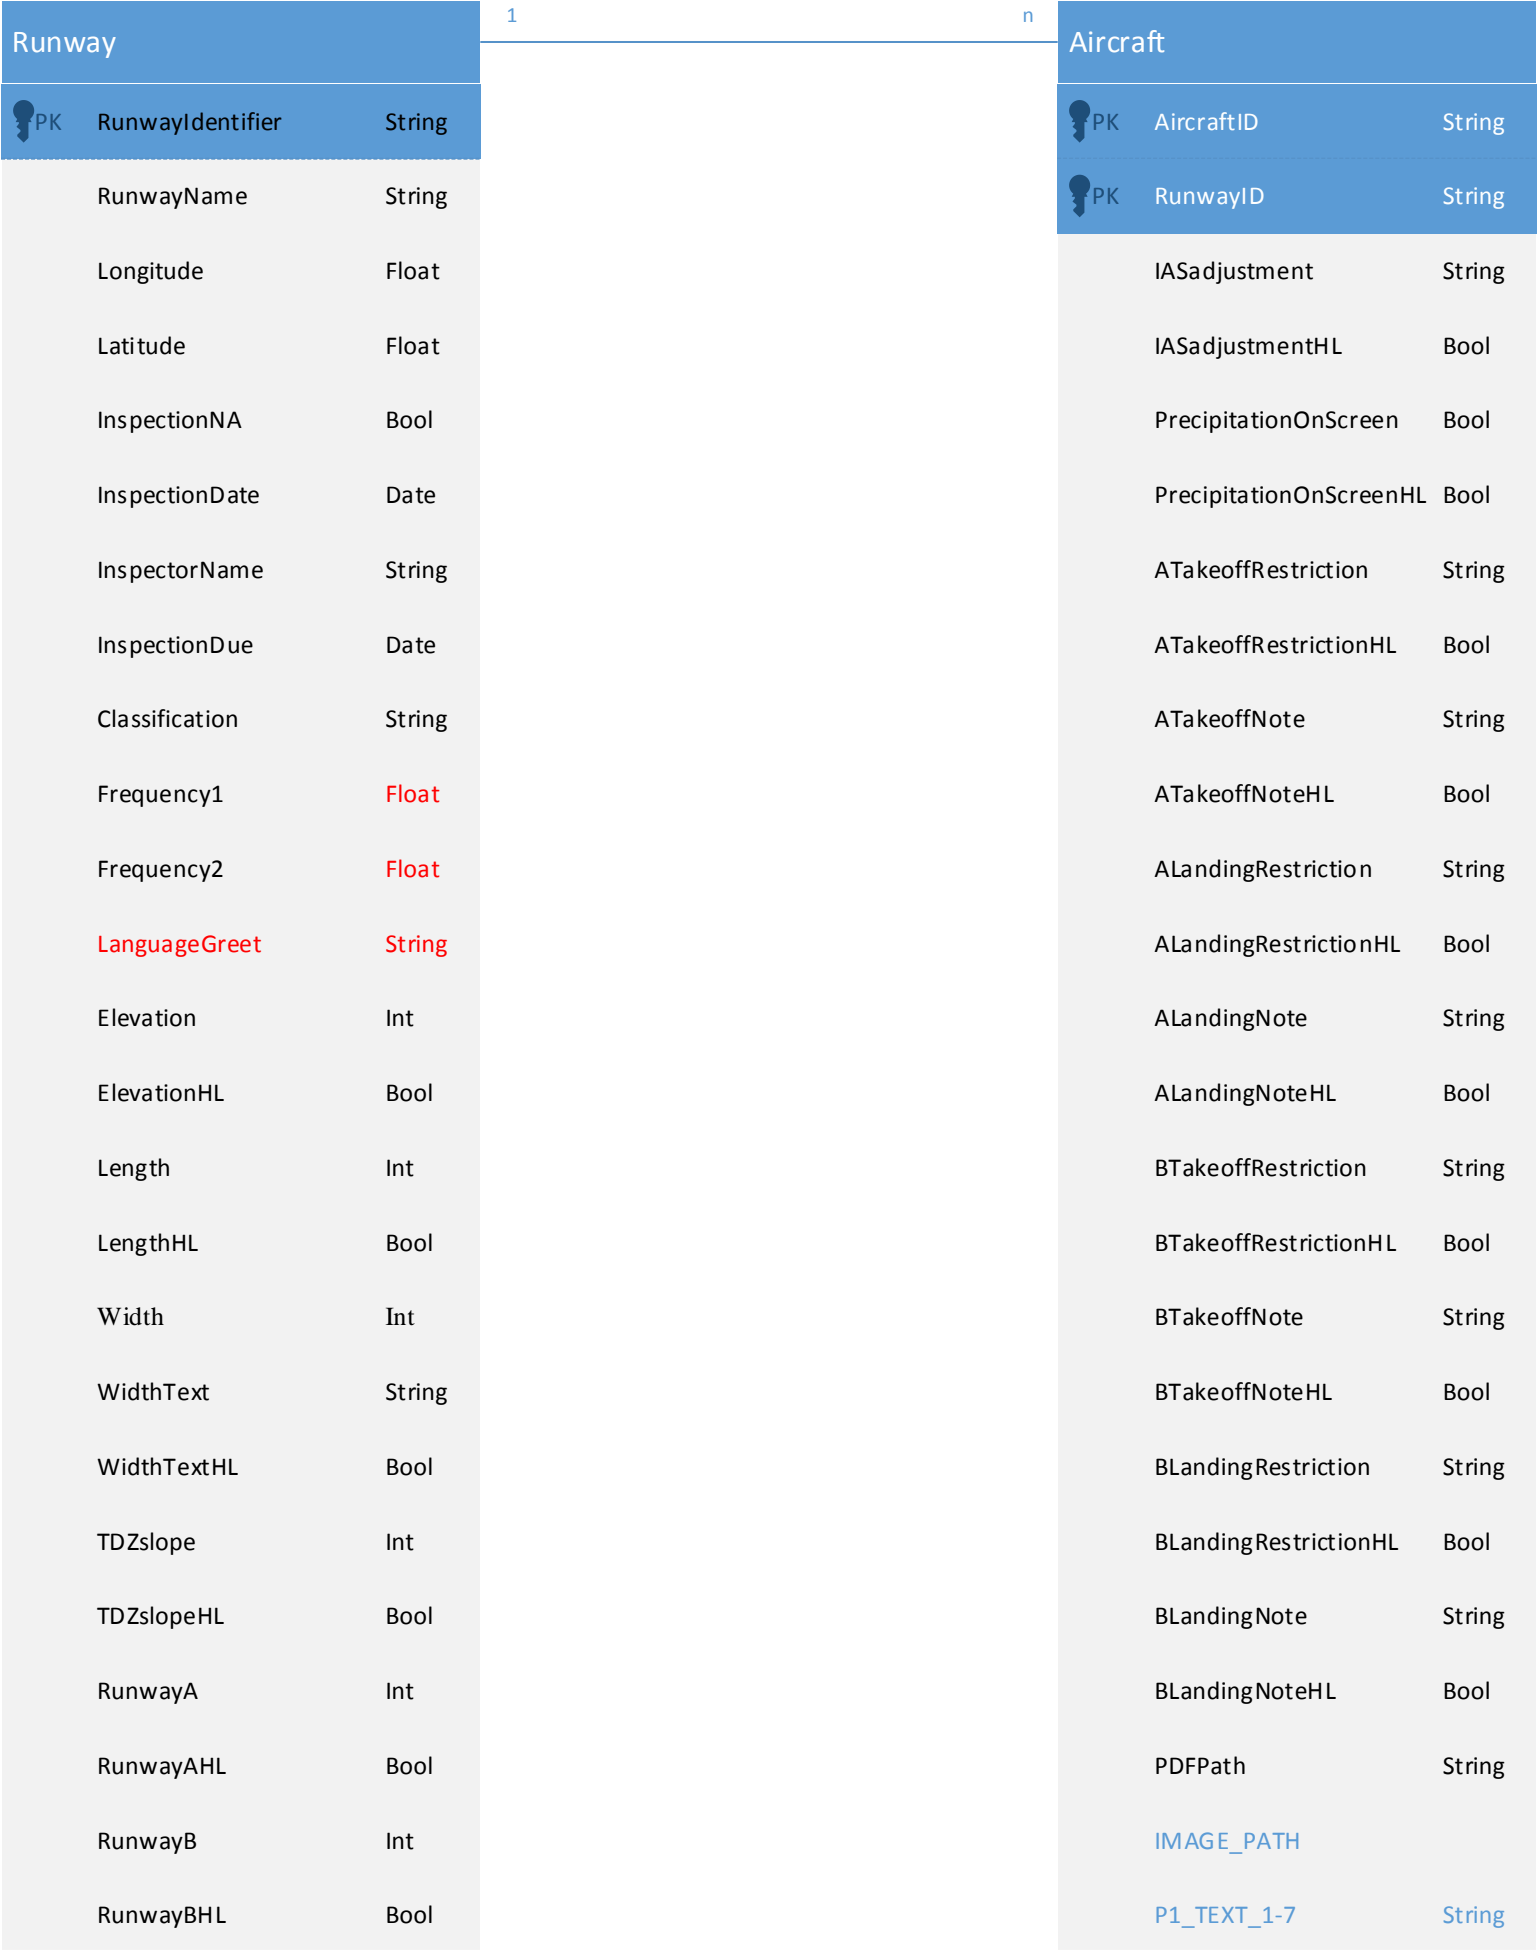 1 n
Runway
PK RunwayIdentifier String
RunwayName String
Longitude Float
Latitude Float
InspectionNA Bool
InspectionDate Date
InspectorName String
InspectionDue Date
Classification String
Frequency1 Float
Frequency2 Float
LanguageGreet String
Elevation Int
ElevationHL Bool
Length Int
LengthHL Bool
Width Int
WidthText String
WidthTextHL Bool
TDZslope Int
TDZslopeHL Bool
RunwayA Int
RunwayAHL Bool
RunwayB Int
RunwayBHL Bool
Aircraft
PK AircraftID String
PK RunwayID String
IASadjustment String
IASadjustmentHL Bool
PrecipitationOnScreen Bool
PrecipitationOnScreenHL Bool
ATakeoffRestriction String
ATakeoffRestrictionHL Bool
ATakeoffNote String
ATakeoffNoteHL Bool
ALandingRestriction String
ALandingRestrictionHL Bool
ALandingNote String
ALandingNoteHL Bool
BTakeoffRestriction String
BTakeoffRestrictionHL Bool
BTakeoffNote String
BTakeoffNoteHL Bool
BLandingRestriction String
BLandingRestrictionHL Bool
BLandingNote String
BLandingNoteHL Bool
PDFPath String
IMAGE_PATH
P1_TEXT_1-7 String